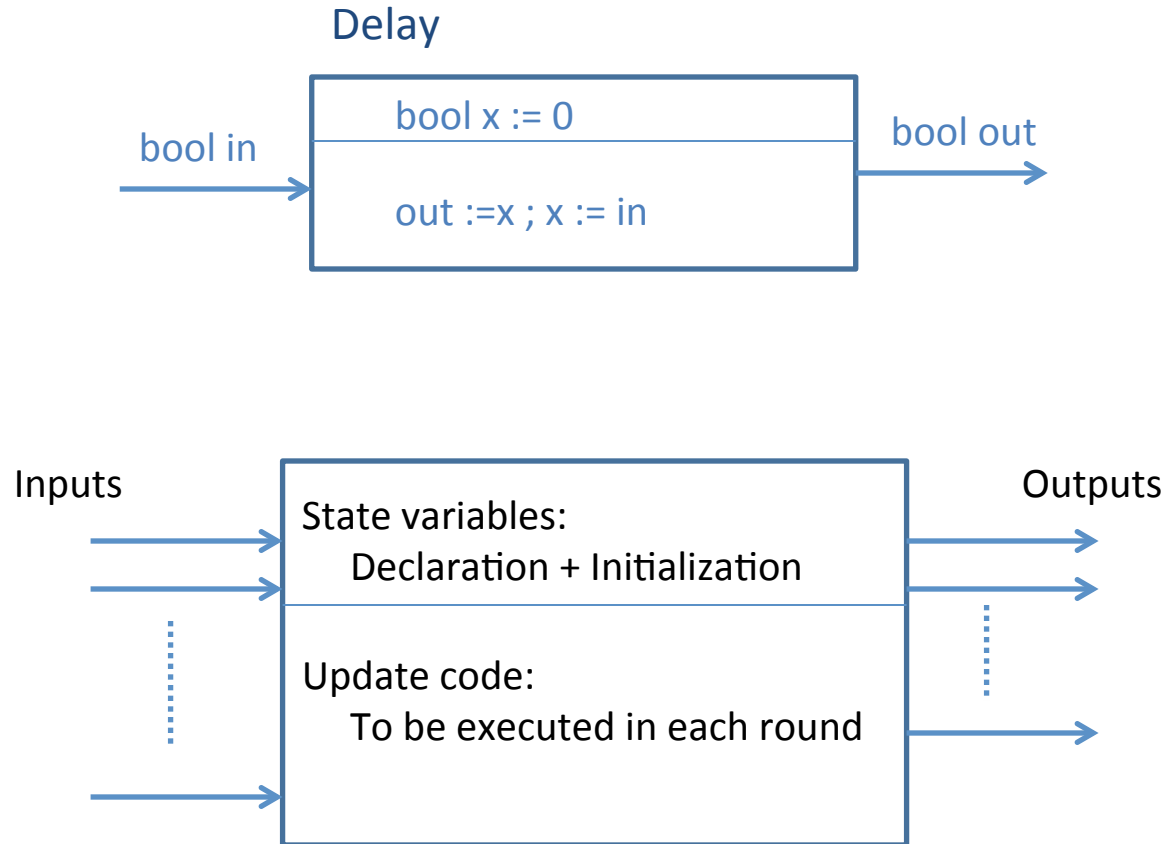 Delay
bool in
bool x := 0
out :=x ; x := in
bool out
Inputs
State variables:
Declaration + Initialization
Update code:
To be executed in each round
Outputs